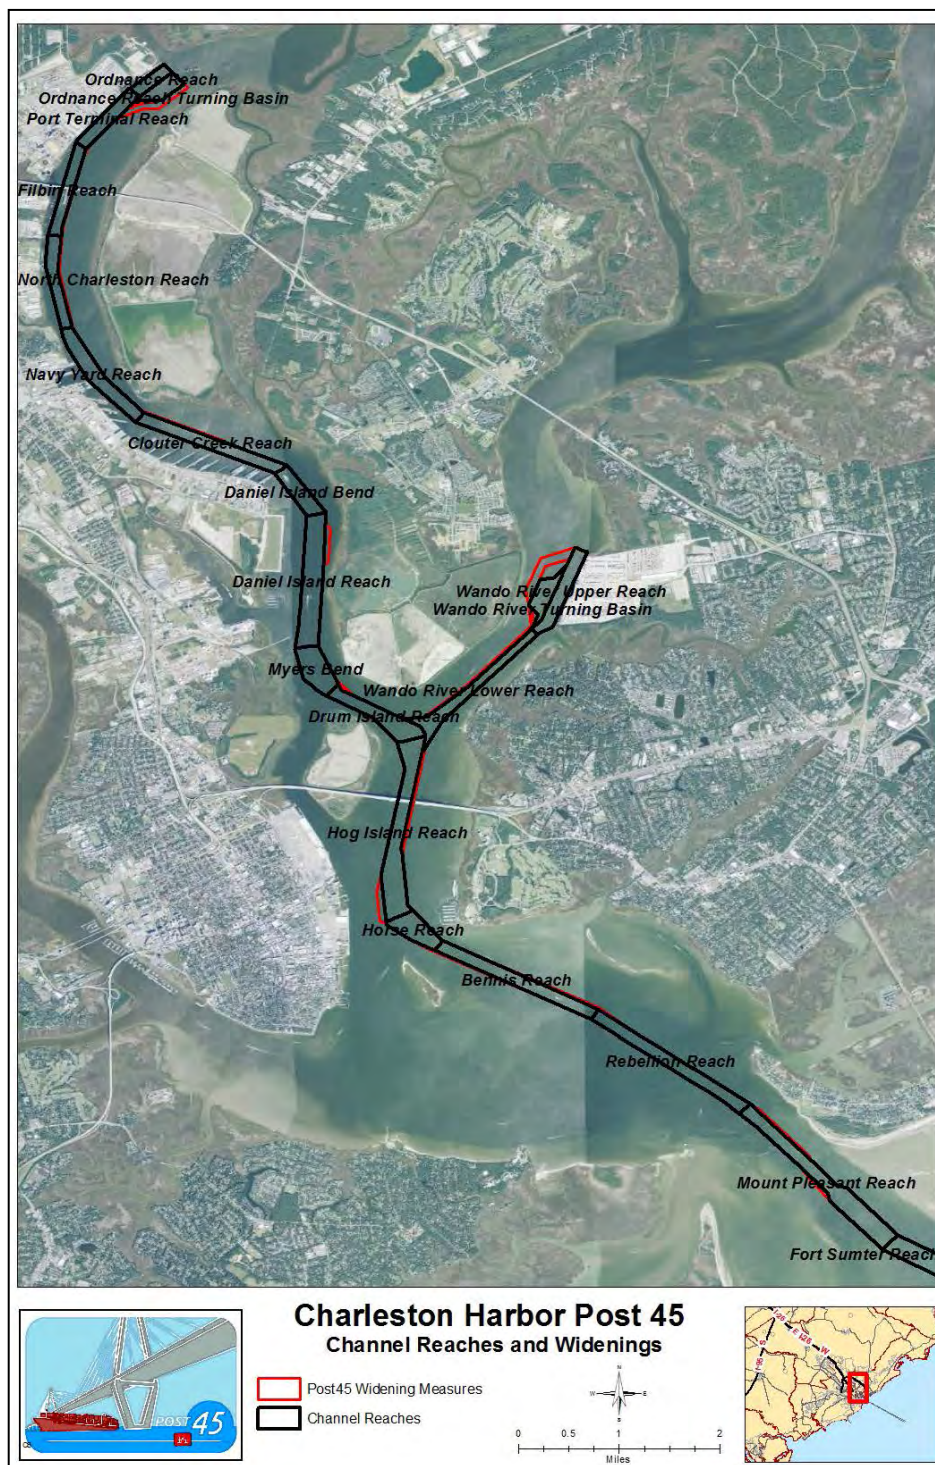 Ordnance Reach
Ordnance Reach Turning Basin
Port Terminal Reach
Filbin Reach
North Charleston Reach
Navy Yard Reach
Clouter Creek Reach
Daniel Island Bend
Daniel Island Reach
Wando River Upper Reach
Wando River Turning Basin
Myers Bend
Wando River Lower Reach
Drum Island Reach
Hog Island Reach
Horse Reach
Bennis Reach
Rebellion Reach
Mount Pleasant Reach
Fort Sumter Reach
Charleston Harbor Post 45
Channel Reaches and Widenings
Post45 Widening Measures
Channel Reaches
N
W
E
S
0 0.5 1 2
Miles
POST 45
I-26 - E I-26 W
I-95 S